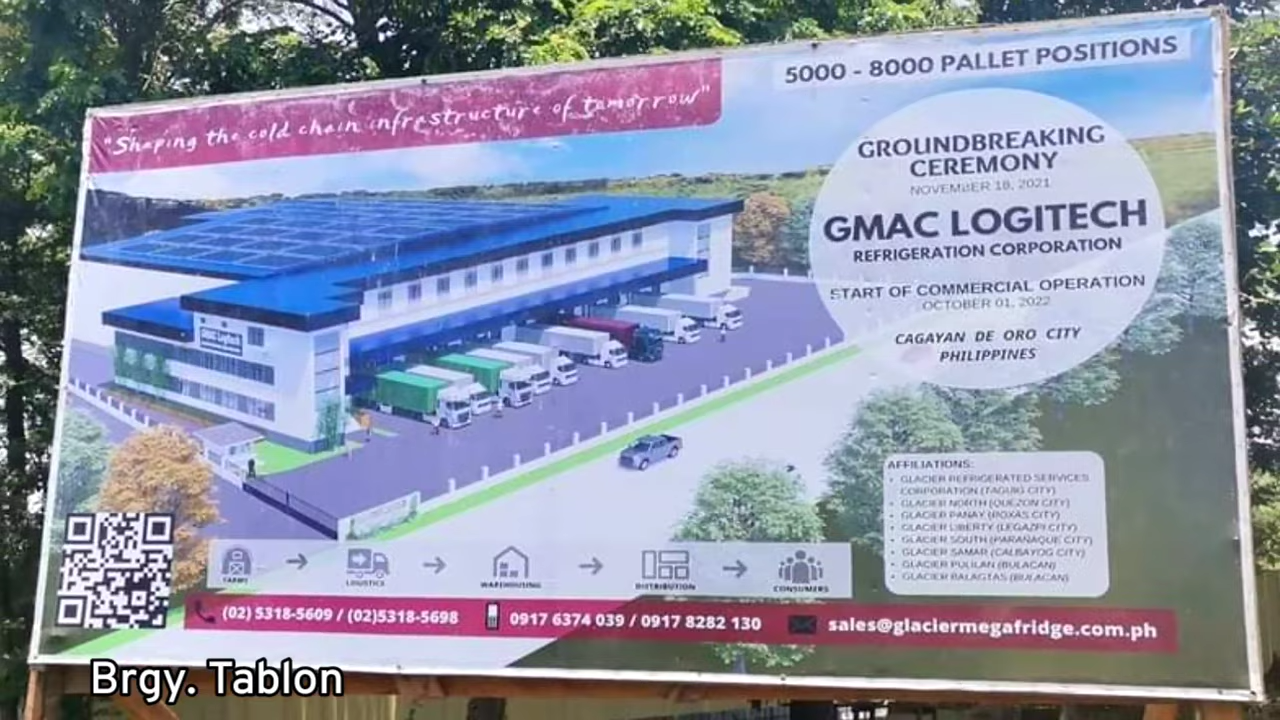 "Shaping the cold chain infrastructure of tomorrow"
5000 - 8000 PALLET POSITIONS
GROUNDBREAKING
CEREMONY
NOVEMBER 18, 2021
GMAC LOGITECH
REFRIGERATION CORPORATION
START OF COMMERCIAL OPERATION
OCTOBER 01, 2022
CAGAYAN DE ORO CITY
PHILIPPINES
GMAC Logitech
AFFILIATIONS:
• GLACIER REFRIGERATED SERVICES
CORPORATION (TAGUIG CITY)
• GLACIER NORTH (QUEZON CITY)
• GLACIER PANAY (ROXAS CITY)
• GLACIER LIBERTY (LEGAZPI CITY)
• GLACIER SOUTH (PARAÑAQUE CITY)
• GLACIER SAMAR (CALBAYOG CITY)
• GLACIER PULILAN (BULACAN)
• GLACIER BALAGTAS (BULACAN)
FARMS
LOGISTICS
WAREHOUSING
DISTRIBUTION
CONSUMERS
(02) 5318-5609 / (02)5318-5698
0917 6374 039 / 0917 8282 130
sales@glaciermegafridge.com.ph
Brgy. Tablon